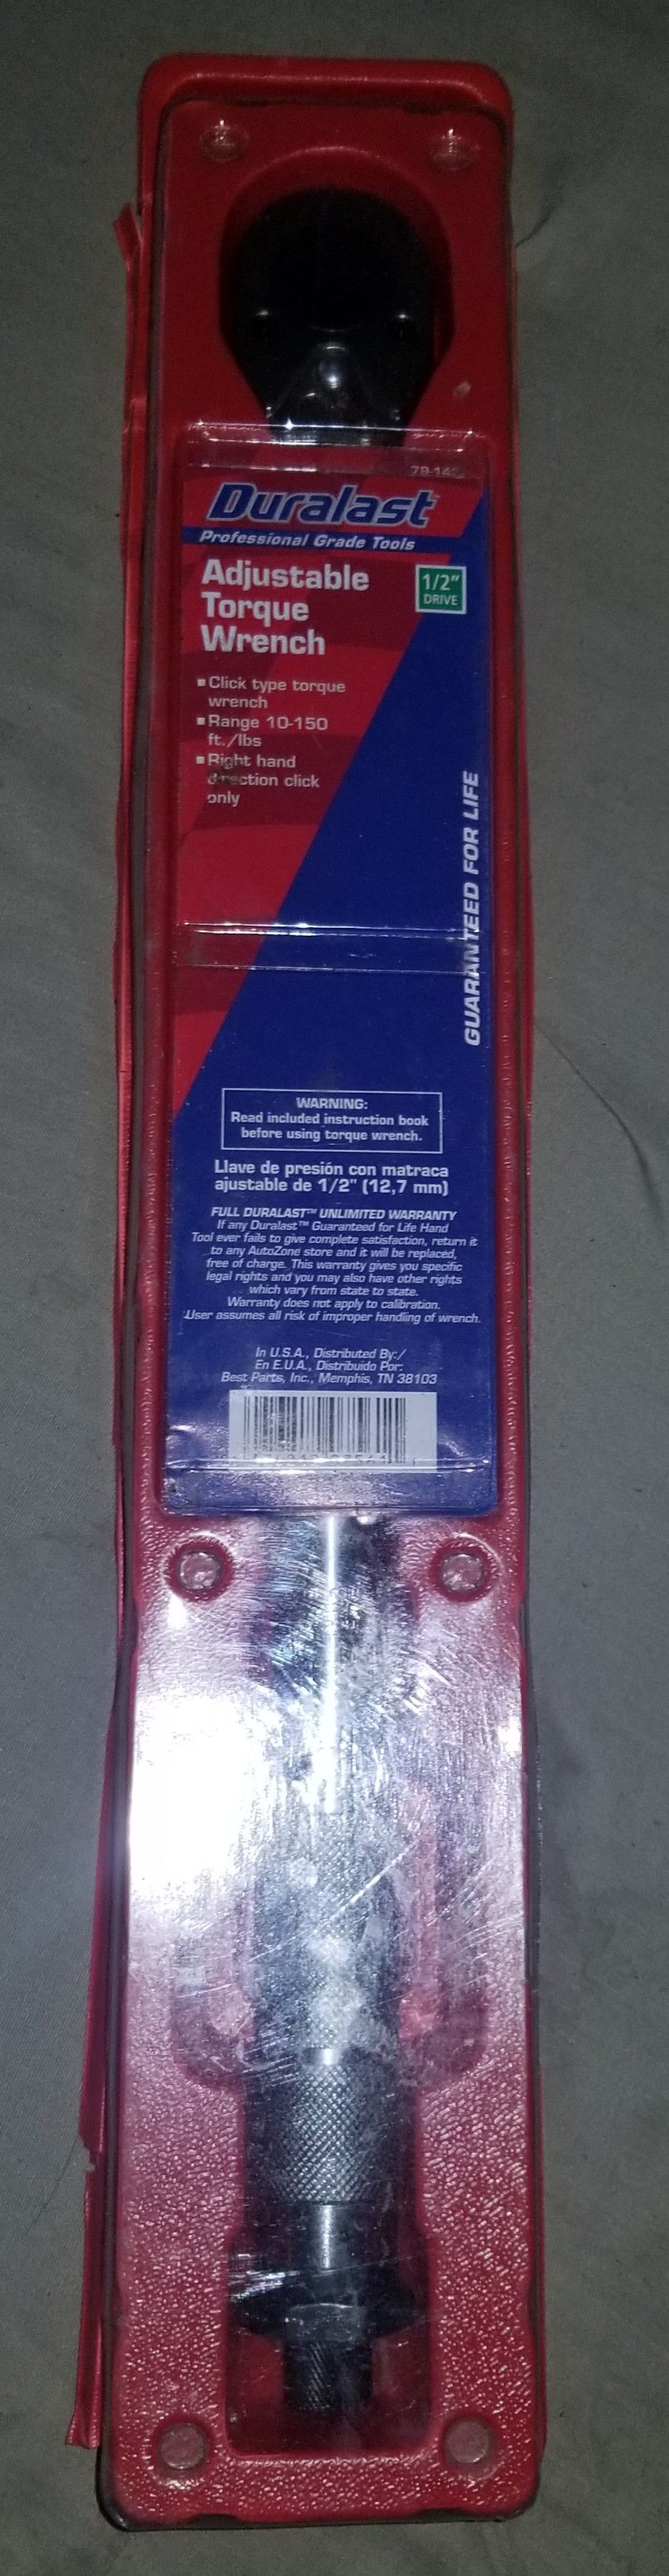 Duralast
Professional Grade Tools
Adjustable
Torque
Wrench
1/2"
DRIVE
▪ Click type torque
wrench
▪ Range 10-150
ft./lbs
▪ Right hand
direction click
only
GUARANTEED FOR LIFE
WARNING:
Read included instruction book
before using torque wrench.
Llave de presión con matraca
ajustable de 1/2" (12,7 mm)
FULL DURALAST™ UNLIMITED WARRANTY
If any Duralast™ Guaranteed for Life Hand
Tool ever fails to give complete satisfaction, return it
to any AutoZone store and it will be replaced,
free of charge. This warranty gives you specific
legal rights and you may also have other rights
which vary from state to state.
Warranty does not apply to calibration.
User assumes all risk of improper handling of wrench.
In U.S.A., Distributed By:/
En E.U.A., Distribuido Por:
Best Parts, Inc., Memphis, TN 38103